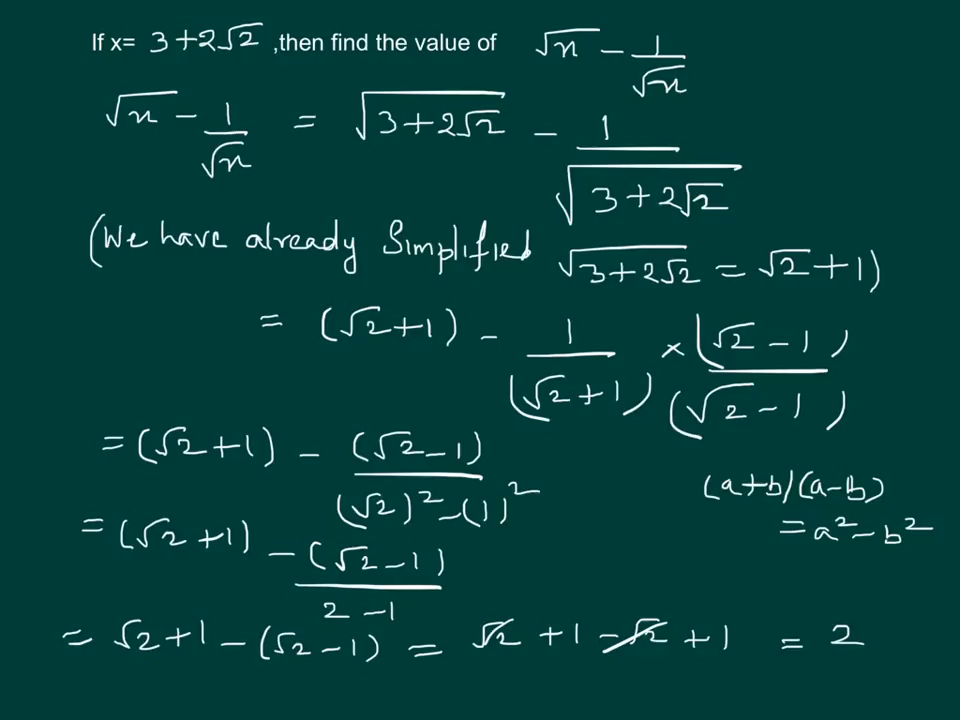 If x= 3+2√2 ,then find the value of √x - 1/√x
√x - 1/√x = √(3+2√2) - 1/√(3+2√2)
(We have already Simplified √(3+2√2) = √2+1)
= (√2+1) - 1/(√2+1) × (√2-1)/(√2-1)
= (√2+1) - (√2-1)/((√2)²-(1)²)
(a+b)(a-b)
= a²-b²
= (√2+1) - (√2-1)/(2-1)
= √2+1-(√2-1) = √2+1-√2+1 = 2